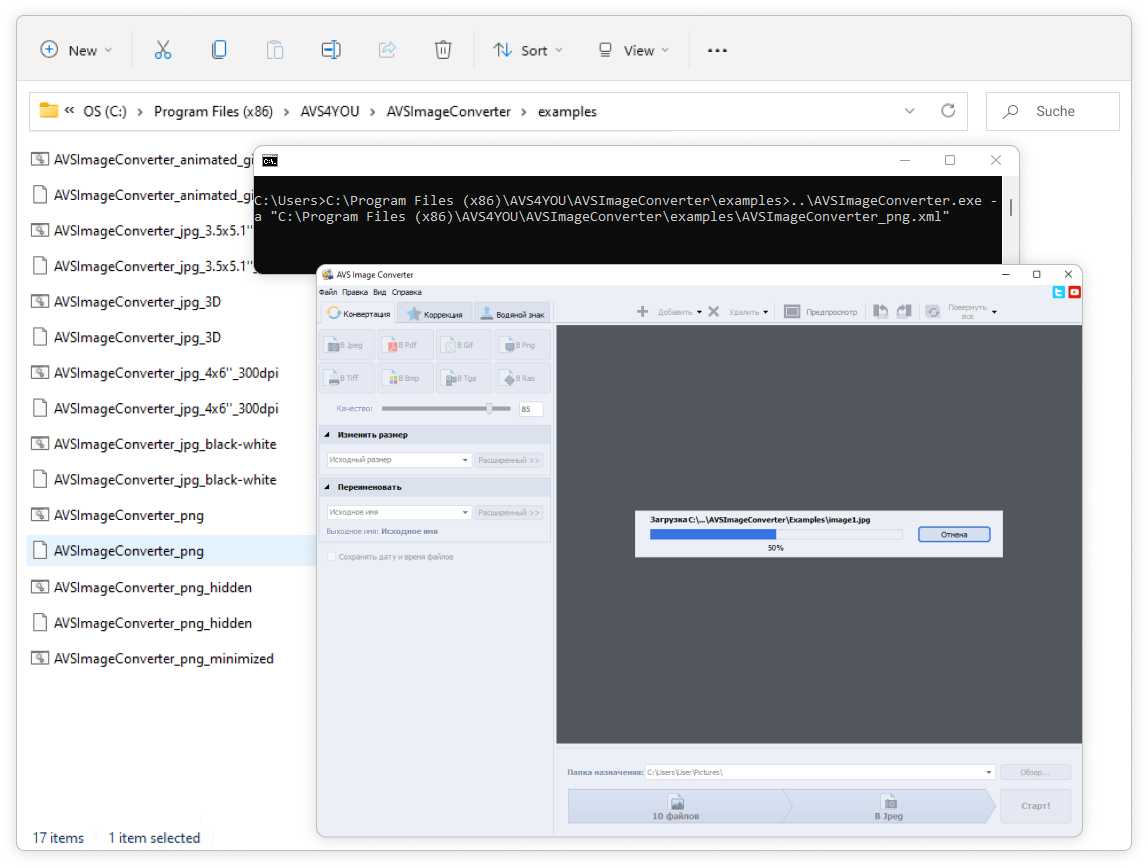 New
Sort
View
OS (C:) > Program Files (x86) > AVS4YOU > AVSImageConverter > examples
Suche
AVSImageConverter_animated_gi
AVSImageConverter_animated_gi
AVSImageConverter_jpg_3.5x5.1''
AVSImageConverter_jpg_3.5x5.1''
AVSImageConverter_jpg_3D
AVSImageConverter_jpg_3D
AVSImageConverter_jpg_4x6''_300dpi
AVSImageConverter_jpg_4x6''_300dpi
AVSImageConverter_jpg_black-white
AVSImageConverter_jpg_black-white
AVSImageConverter_png
AVSImageConverter_png
AVSImageConverter_png_hidden
AVSImageConverter_png_hidden
AVSImageConverter_png_minimized
17 items
1 item selected
C:\Users>C:\Program Files (x86)\AVS4YOU\AVSImageConverter\examples>..\AVSImageConverter.exe -
a "C:\Program Files (x86)\AVS4YOU\AVSImageConverter\examples\AVSImageConverter_png.xml"
AVS Image Converter
Файл Правка Вид Справка
Конвертация
Коррекция
Водяной знак
Добавить
Удалить
Предпросмотр
Повернуть
все
В Jpeg
В Pdf
В Gif
В Png
В Tiff
В Bmp
В Tga
В Ras
Качество:
85
Изменить размер
Исходный размер
Расширенный >>
Переименовать
Исходное имя
Расширенный >>
Выходное имя: Исходное имя
Сохранять дату и время файлов
Загрузка C:\...\AVSImageConverter\Examples\image1.jpg
Отмена
50%
Папка назначения:
C:\Users\User\Pictures\
Обзор...
10 файлов
В Jpeg
Старт!